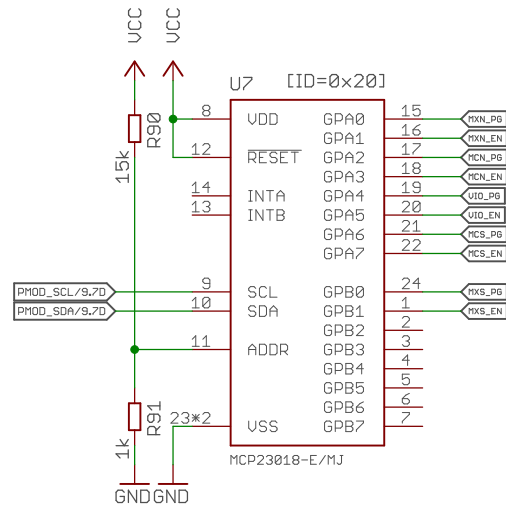 VCC
VCC
U7
[ID=0x20]
R90
15k
8 VDD GPA0 15 MXN_PG
GPA1 16 MXN_EN
12 RESET GPA2 17 MCN_PG
GPA3 18 MCN_EN
14 INTA GPA4 19 VIO_PG
13 INTB GPA5 20 VIO_EN
GPA6 21 MCS_PG
GPA7 22 MCS_EN
PMOD_SCL/9.7D 9 SCL GPB0 24 MXS_PG
PMOD_SDA/9.7D 10 SDA GPB1 1 MXS_EN
GPB2 2
11 ADDR GPB3 3
GPB4 4
GPB5 5
GPB6 6
23*2 VSS GPB7 7
R91
1k
MCP23018-E/MJ
GND
GND